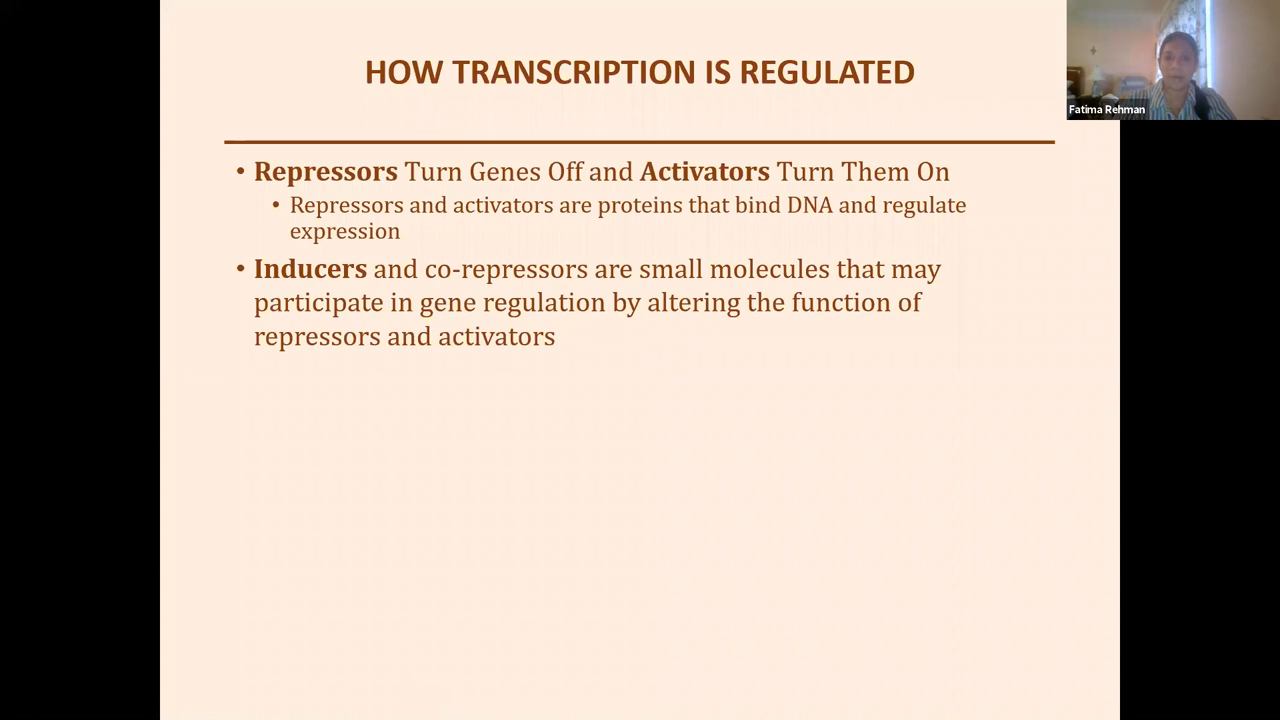 HOW TRANSCRIPTION IS REGULATED
Fatima Rehman
• Repressors Turn Genes Off and Activators Turn Them On
• Repressors and activators are proteins that bind DNA and regulate
expression
• Inducers and co-repressors are small molecules that may
participate in gene regulation by altering the function of
repressors and activators